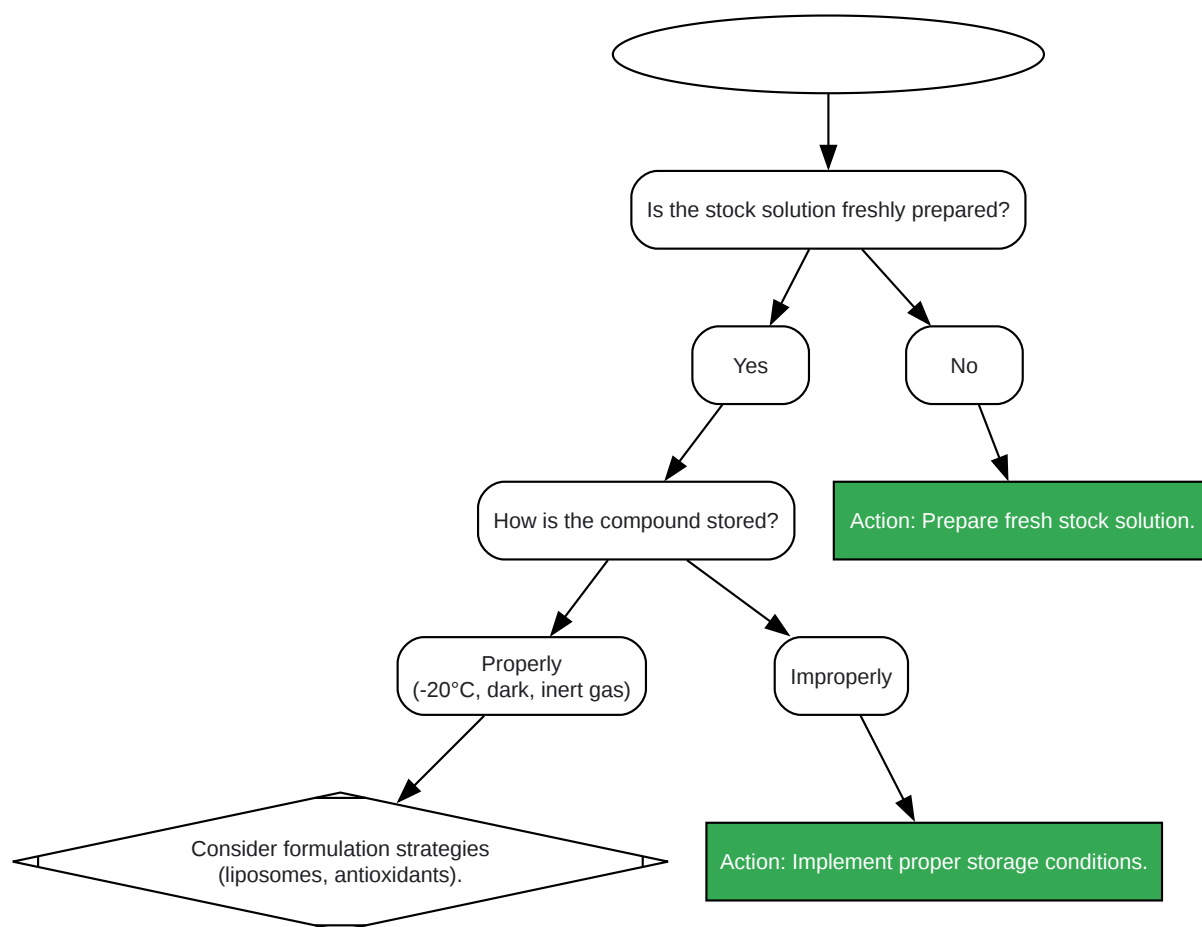 Is the stock solution freshly prepared?
Yes
No
How is the compound stored?
Action: Prepare fresh stock solution.
Properly
(-20°C, dark, inert gas)
Improperly
Consider formulation strategies
(liposomes, antioxidants).
Action: Implement proper storage conditions.